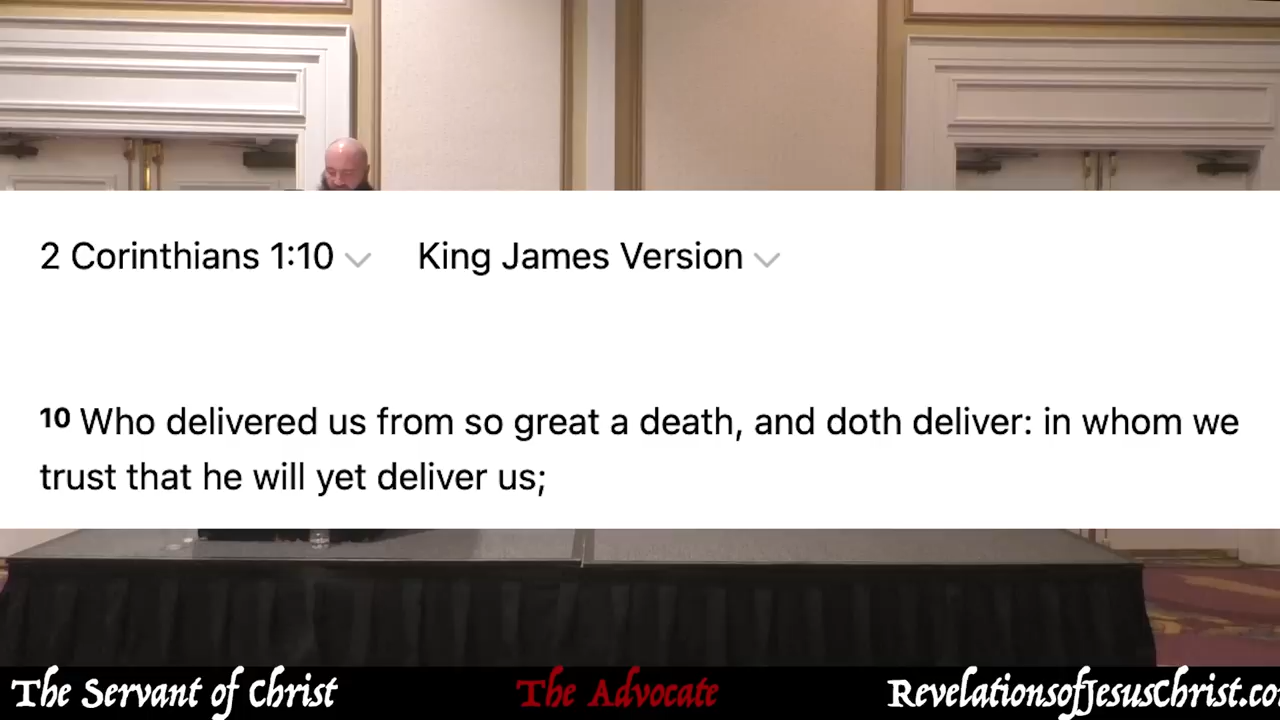 2 Corinthians 1:10 King James Version
10 Who delivered us from so great a death, and doth deliver: in whom we
trust that he will yet deliver us;
The Servant of Christ The Advocate RevelationsofJesusChrist.co